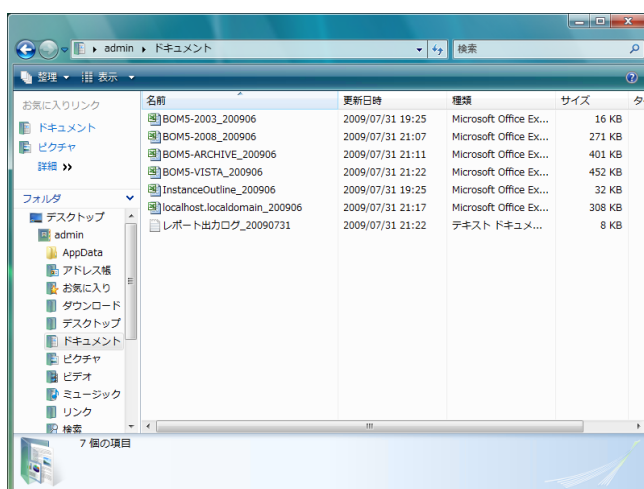 admin ▸ ドキュメント
検索
整理 表示
お気に入りリンク
ドキュメント
ピクチャ
詳細 »
フォルダ
デスクトップ
admin
AppData
アドレス帳
お気に入り
ダウンロード
デスクトップ
ドキュメント
ピクチャ
ビデオ
ミュージック
リンク
検索
名前 更新日時 種類 サイズ タ
BOM5-2003_200906 2009/07/31 19:25 Microsoft Office Ex... 16 KB
BOM5-2008_200906 2009/07/31 21:07 Microsoft Office Ex... 271 KB
BOM5-ARCHIVE_200906 2009/07/31 21:11 Microsoft Office Ex... 401 KB
BOM5-VISTA_200906 2009/07/31 21:22 Microsoft Office Ex... 452 KB
InstanceOutline_200906 2009/07/31 19:25 Microsoft Office Ex... 32 KB
localhost.localdomain_200906 2009/07/31 21:17 Microsoft Office Ex... 308 KB
レポート出力ログ_20090731 2009/07/31 21:22 テキスト ドキュメ... 8 KB
7 個の項目